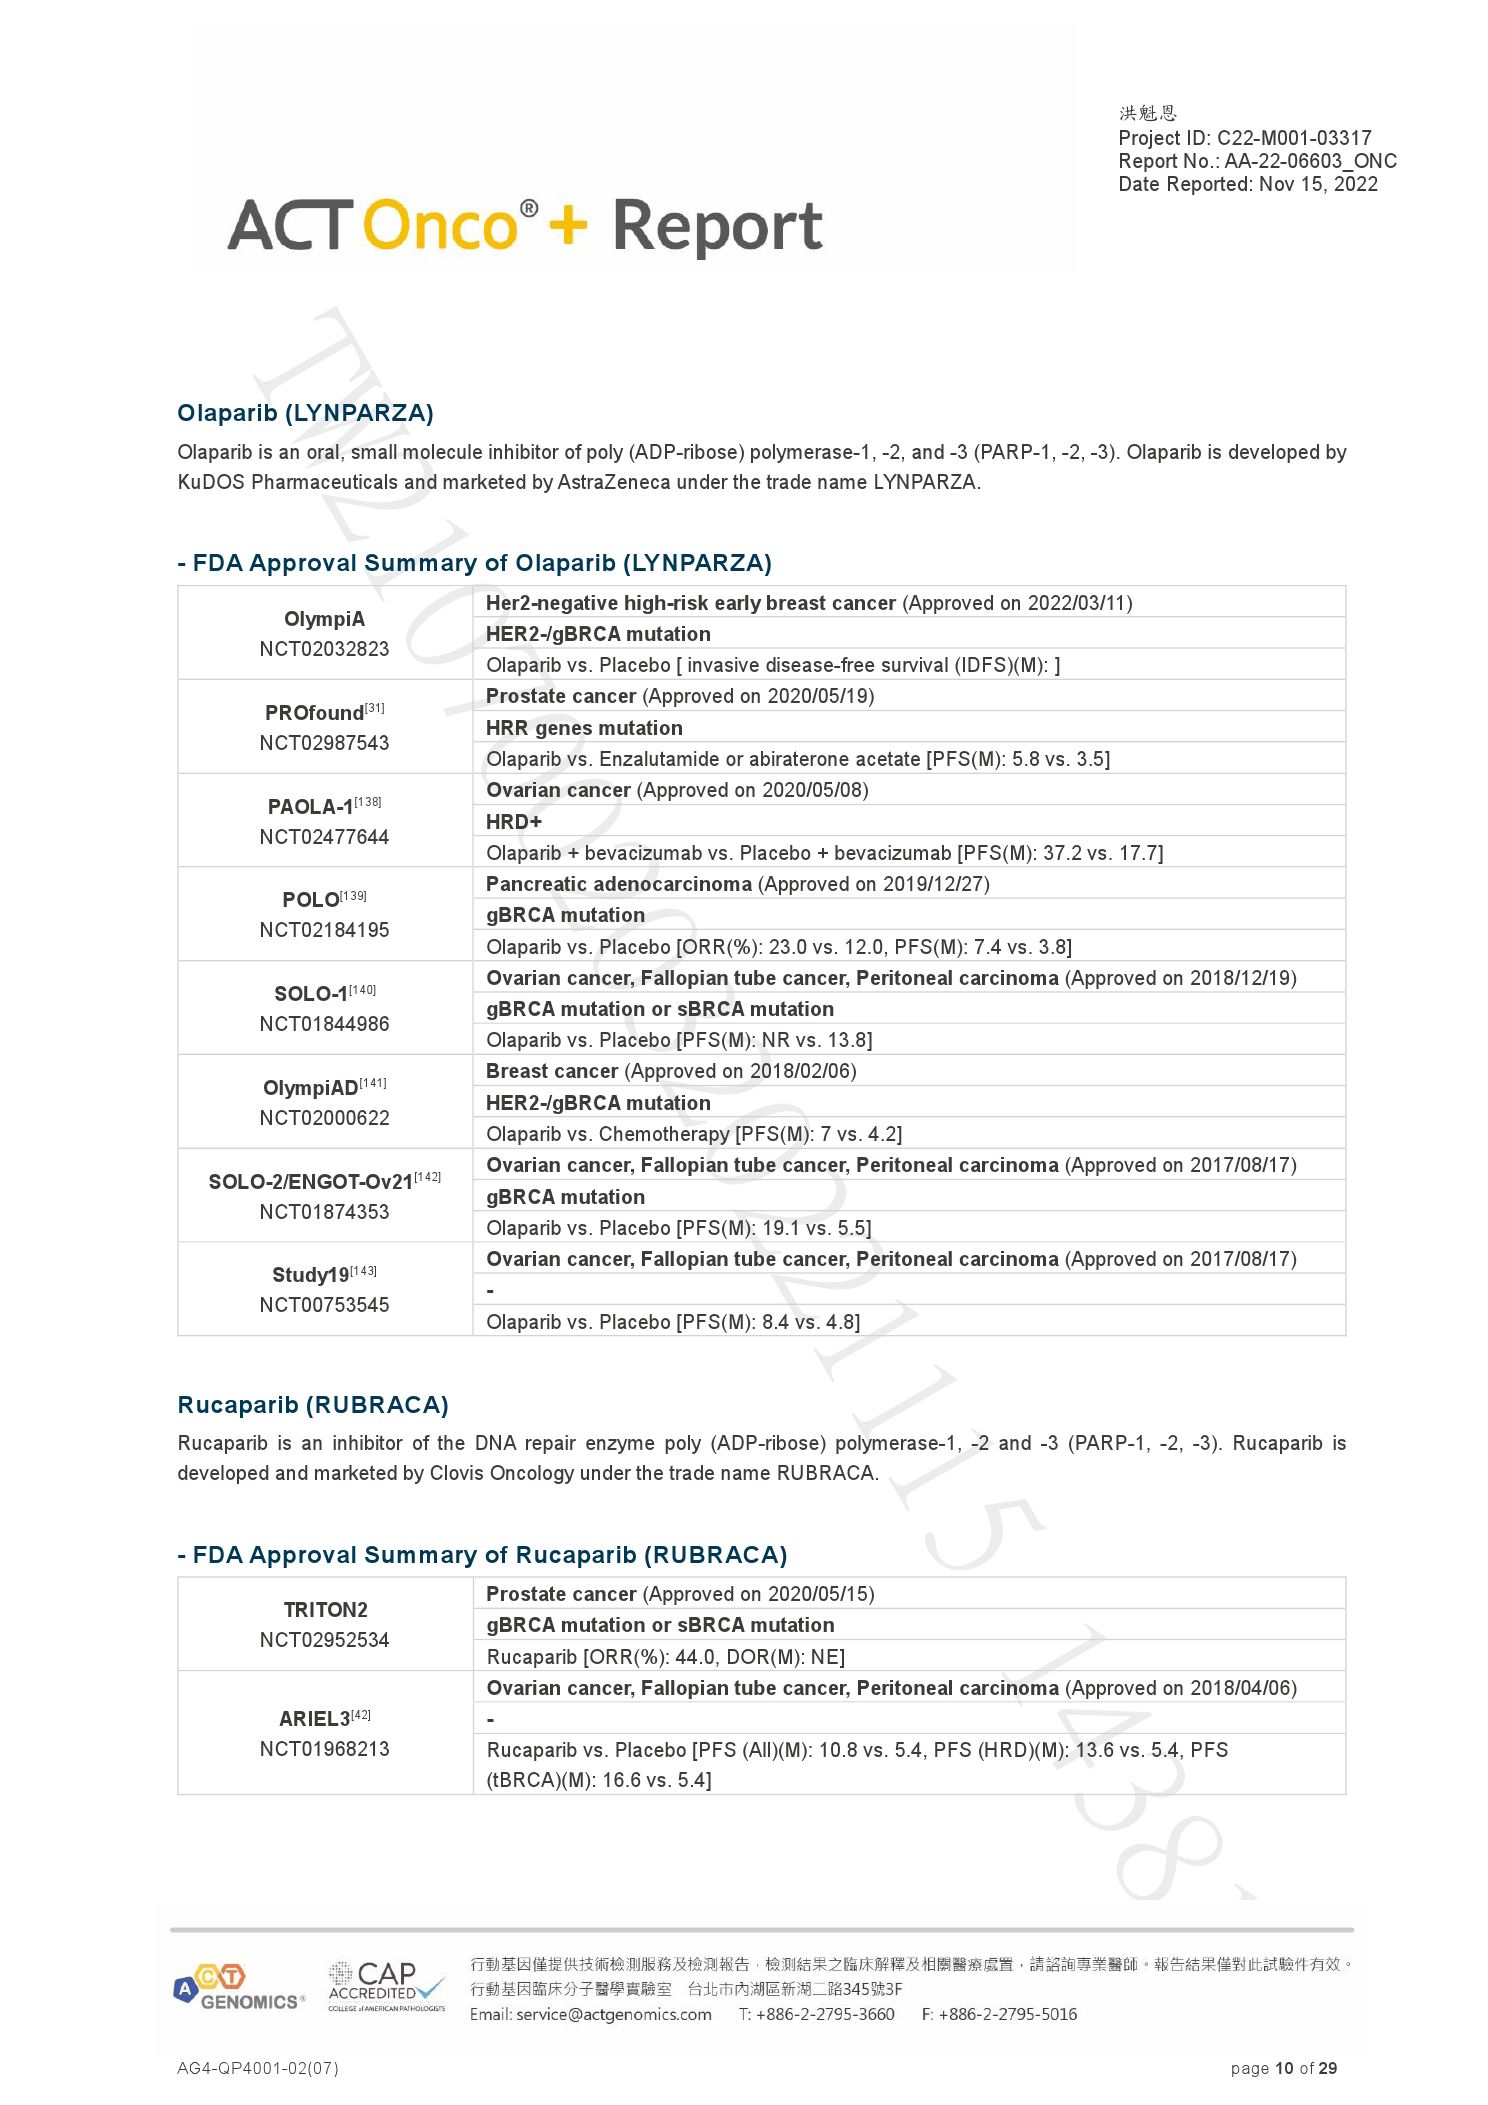 洪魁恩
Project ID: C22-M001-03317
Report No.: AA-22-06603_ONC
Date Reported: Nov 15, 2022
ACTOnco®+ Report
Olaparib (LYNPARZA)
Olaparib is an oral, small molecule inhibitor of poly (ADP-ribose) polymerase-1, -2, and -3 (PARP-1, -2, -3). Olaparib is developed by
KuDOS Pharmaceuticals and marketed by AstraZeneca under the trade name LYNPARZA.
- FDA Approval Summary of Olaparib (LYNPARZA)
OlympiA
NCT02032823
Her2-negative high-risk early breast cancer (Approved on 2022/03/11)
HER2-/gBRCA mutation
Olaparib vs. Placebo [ invasive disease-free survival (IDFS)(M): ]
PROfound[31]
NCT02987543
Prostate cancer (Approved on 2020/05/19)
HRR genes mutation
Olaparib vs. Enzalutamide or abiraterone acetate [PFS(M): 5.8 vs. 3.5]
PAOLA-1[138]
NCT02477644
Ovarian cancer (Approved on 2020/05/08)
HRD+
Olaparib + bevacizumab vs. Placebo + bevacizumab [PFS(M): 37.2 vs. 17.7]
POLO[139]
NCT02184195
Pancreatic adenocarcinoma (Approved on 2019/12/27)
gBRCA mutation
Olaparib vs. Placebo [ORR(%): 23.0 vs. 12.0, PFS(M): 7.4 vs. 3.8]
SOLO-1[140]
NCT01844986
Ovarian cancer, Fallopian tube cancer, Peritoneal carcinoma (Approved on 2018/12/19)
gBRCA mutation or sBRCA mutation
Olaparib vs. Placebo [PFS(M): NR vs. 13.8]
OlympiAD[141]
NCT02000622
Breast cancer (Approved on 2018/02/06)
HER2-/gBRCA mutation
Olaparib vs. Chemotherapy [PFS(M): 7 vs. 4.2]
SOLO-2/ENGOT-Ov21[142]
NCT01874353
Ovarian cancer, Fallopian tube cancer, Peritoneal carcinoma (Approved on 2017/08/17)
gBRCA mutation
Olaparib vs. Placebo [PFS(M): 19.1 vs. 5.5]
Study19[143]
NCT00753545
Ovarian cancer, Fallopian tube cancer, Peritoneal carcinoma (Approved on 2017/08/17)
-
Olaparib vs. Placebo [PFS(M): 8.4 vs. 4.8]
Rucaparib (RUBRACA)
Rucaparib is an inhibitor of the DNA repair enzyme poly (ADP-ribose) polymerase-1, -2 and -3 (PARP-1, -2, -3). Rucaparib is
developed and marketed by Clovis Oncology under the trade name RUBRACA.
- FDA Approval Summary of Rucaparib (RUBRACA)
TRITON2
NCT02952534
Prostate cancer (Approved on 2020/05/15)
gBRCA mutation or sBRCA mutation
Rucaparib [ORR(%): 44.0, DOR(M): NE]
ARIEL3[42]
NCT01968213
Ovarian cancer, Fallopian tube cancer, Peritoneal carcinoma (Approved on 2018/04/06)
-
Rucaparib vs. Placebo [PFS (All)(M): 10.8 vs. 5.4, PFS (HRD)(M): 13.6 vs. 5.4, PFS
(tBRCA)(M): 16.6 vs. 5.4]
ACT
GENOMICS®
CAP
ACCREDITED
COLLEGE of AMERICAN PATHOLOGISTS
行動基因僅提供技術檢測服務及檢測報告，檢測結果之臨床解釋及相關醫療處置，請諮詢專業醫師。報告結果僅對此試驗件有效。
行動基因臨床分子醫學實驗室 台北市內湖區新湖二路345號3F
Email: service@actgenomics.com T: +886-2-2795-3660 F: +886-2-2795-5016
AG4-QP4001-02(07)
page 10 of 29